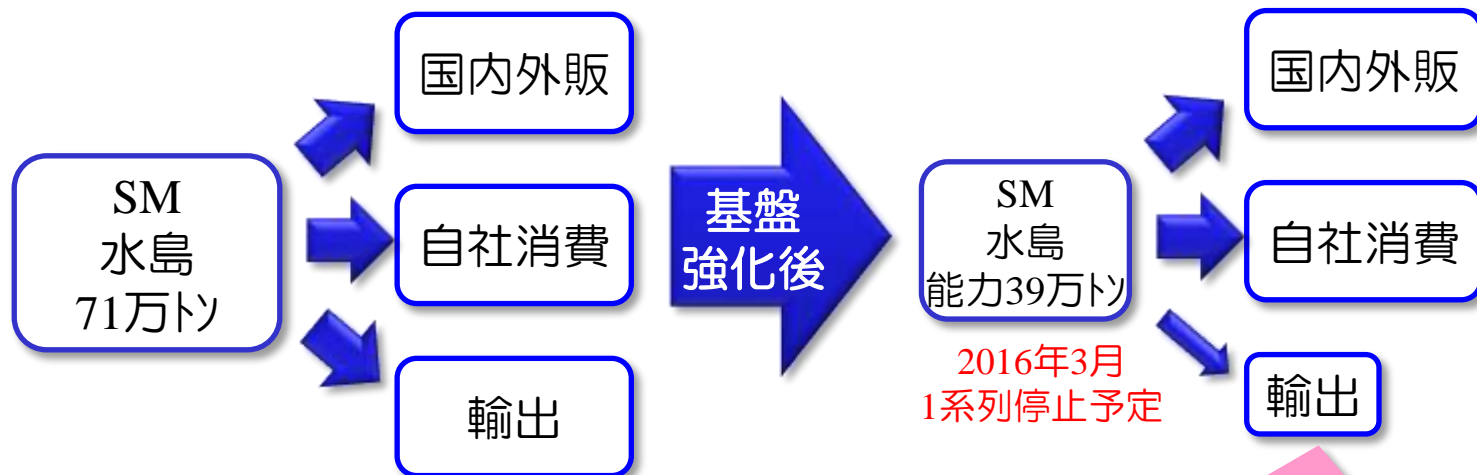 SM
水島
71万トン
国内外販
自社消費
輸出
基盤
強化後
SM
水島
能力39万トン
2016年3月
1系列停止予定
国内外販
自社消費
輸出